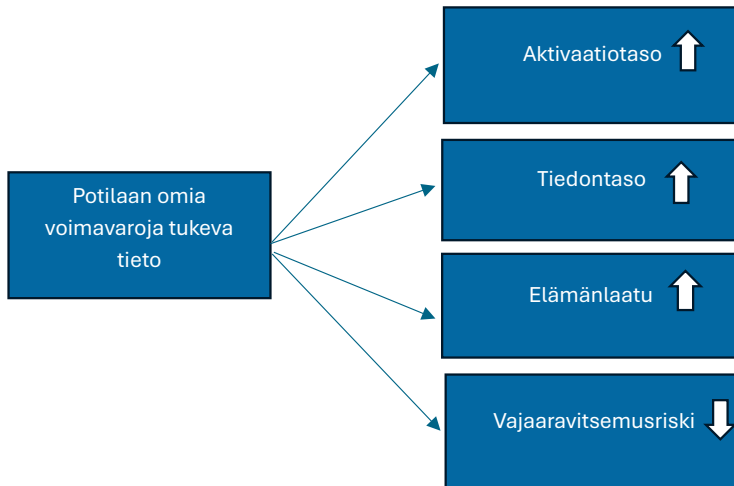 Aktivaatiotaso
Tiedontaso
Potilaan omia
voimavaroja tukeva
tieto
Elämänlaatu
Vajaaravitsemusriski